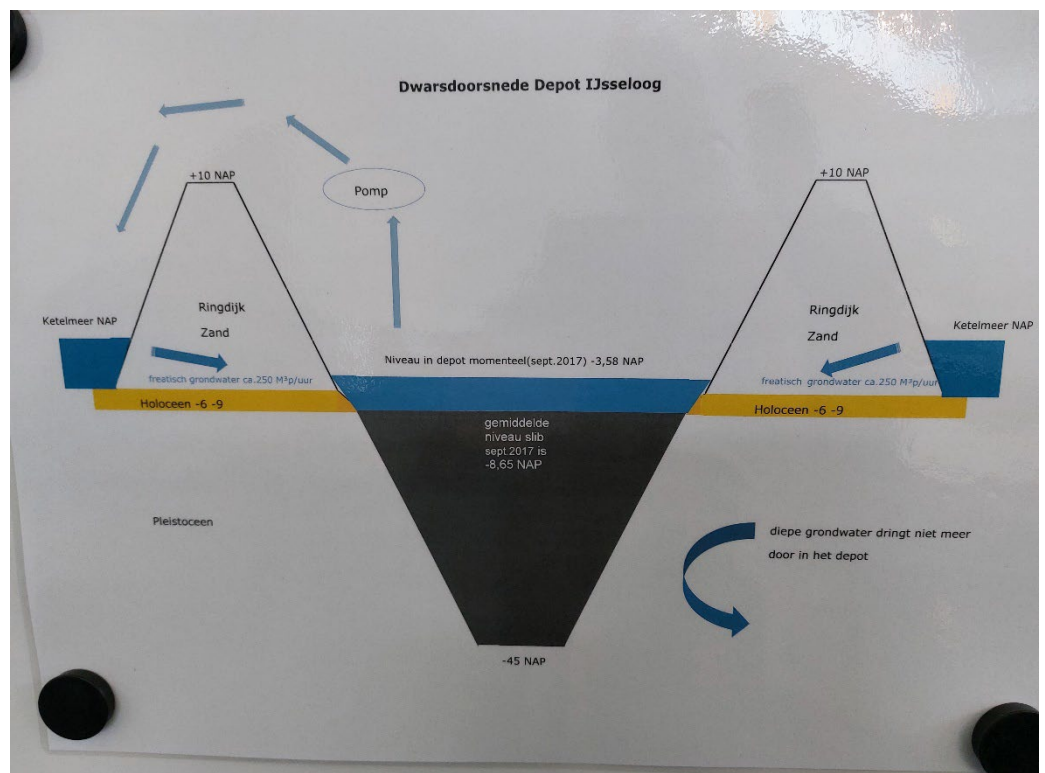 Dwarsdoorsnede Depot IJsseloog
+10 NAP
+10 NAP
Pomp
Ringdijk
Zand
Ringdijk
Zand
Ketelmeer NAP
Ketelmeer NAP
Niveau in depot momenteel(sept.2017) -3,58 NAP
freatisch grondwater ca.250 M³p/uur
freatisch grondwater ca.250 M³p/uur
Holoceen -6 -9
Holoceen -6 -9
gemiddelde
niveau slib
sept.2017 is
-8,65 NAP
Pleistoceen
diepe grondwater dringt niet meer
door in het depot
-45 NAP